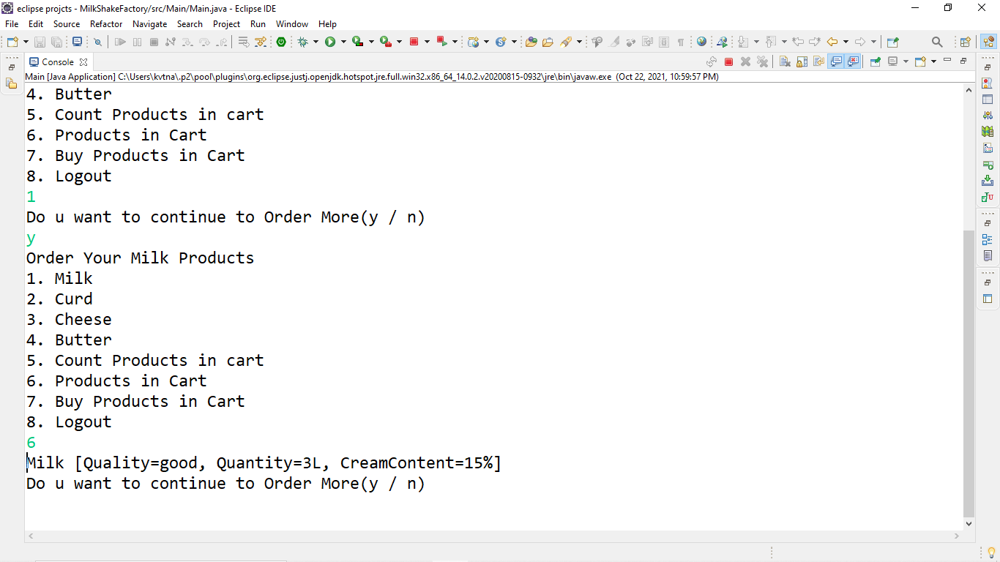 eclipse projcts - MilkShakeFactory/src/Main/Main.java - Eclipse IDE
File Edit Source Refactor Navigate Search Project Run Window Help
Console
Main [Java Application] C:\Users\kvtna\.p2\pool\plugins\org.eclipse.justj.openjdk.hotspot.jre.full.win32.x86_64_14.0.2.v20200815-0932\jre\bin\javaw.exe (Oct 22, 2021, 10:59:57 PM)
4. Butter
5. Count Products in cart
6. Products in Cart
7. Buy Products in Cart
8. Logout
1
Do u want to continue to Order More(y / n)
y
Order Your Milk Products
1. Milk
2. Curd
3. Cheese
4. Butter
5. Count Products in cart
6. Products in Cart
7. Buy Products in Cart
8. Logout
6
Milk [Quality=good, Quantity=3L, CreamContent=15%]
Do u want to continue to Order More(y / n)